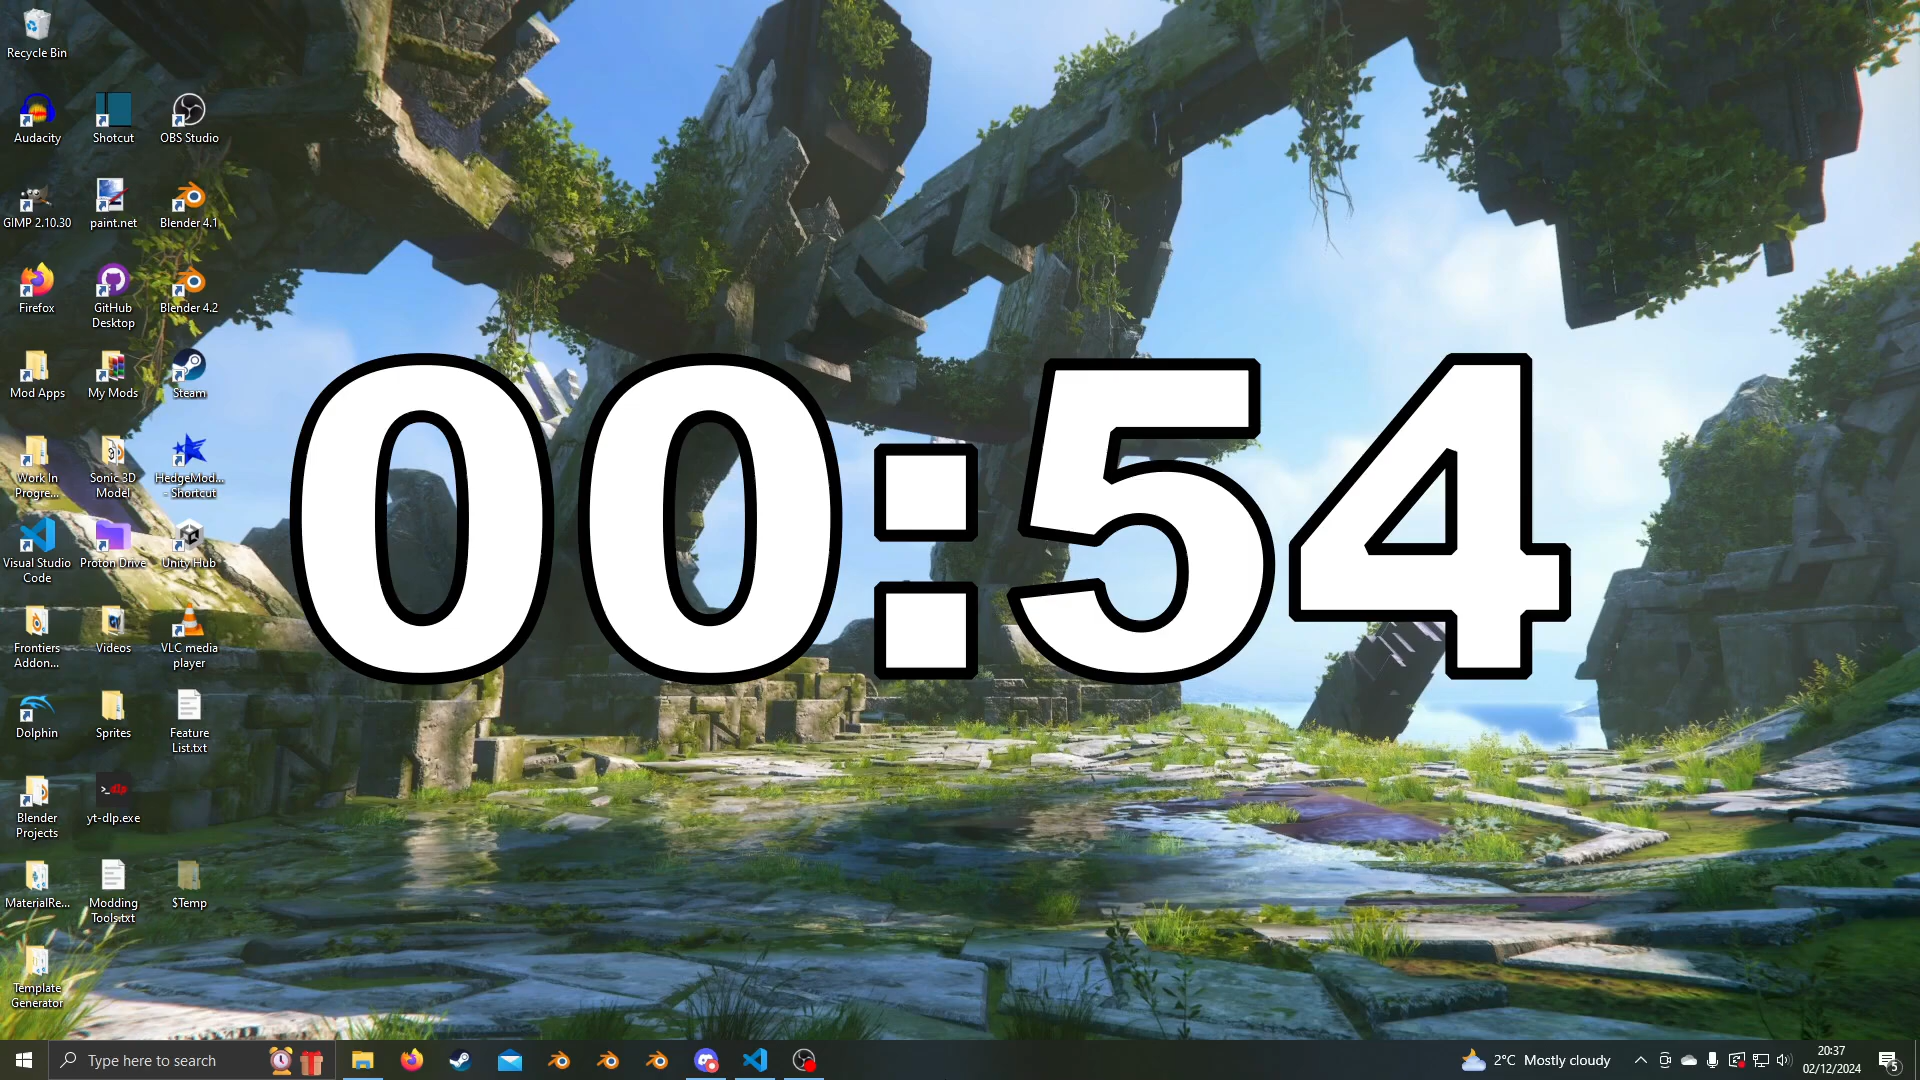 Recycle Bin
Audacity
Shotcut
OBS Studio
GIMP 2.10.30
paint.net
Blender 4.1
Firefox
GitHub
Desktop
Blender 4.2
Mod Apps
My Mods
Steam
Work In
Progre...
Sonic 3D
Model
HedgeMod...
- Shortcut
Visual Studio
Code
Proton Drive
Unity Hub
Frontiers
Addon...
Videos
VLC media
player
Dolphin
Sprites
Feature
List.txt
Blender
Projects
>_dlp
yt-dlp.exe
MaterialRe...
Modding
Tools.txt
$Temp
Template
Generator
00:54
Type here to search
2°C Mostly cloudy
20:37
02/12/2024
5